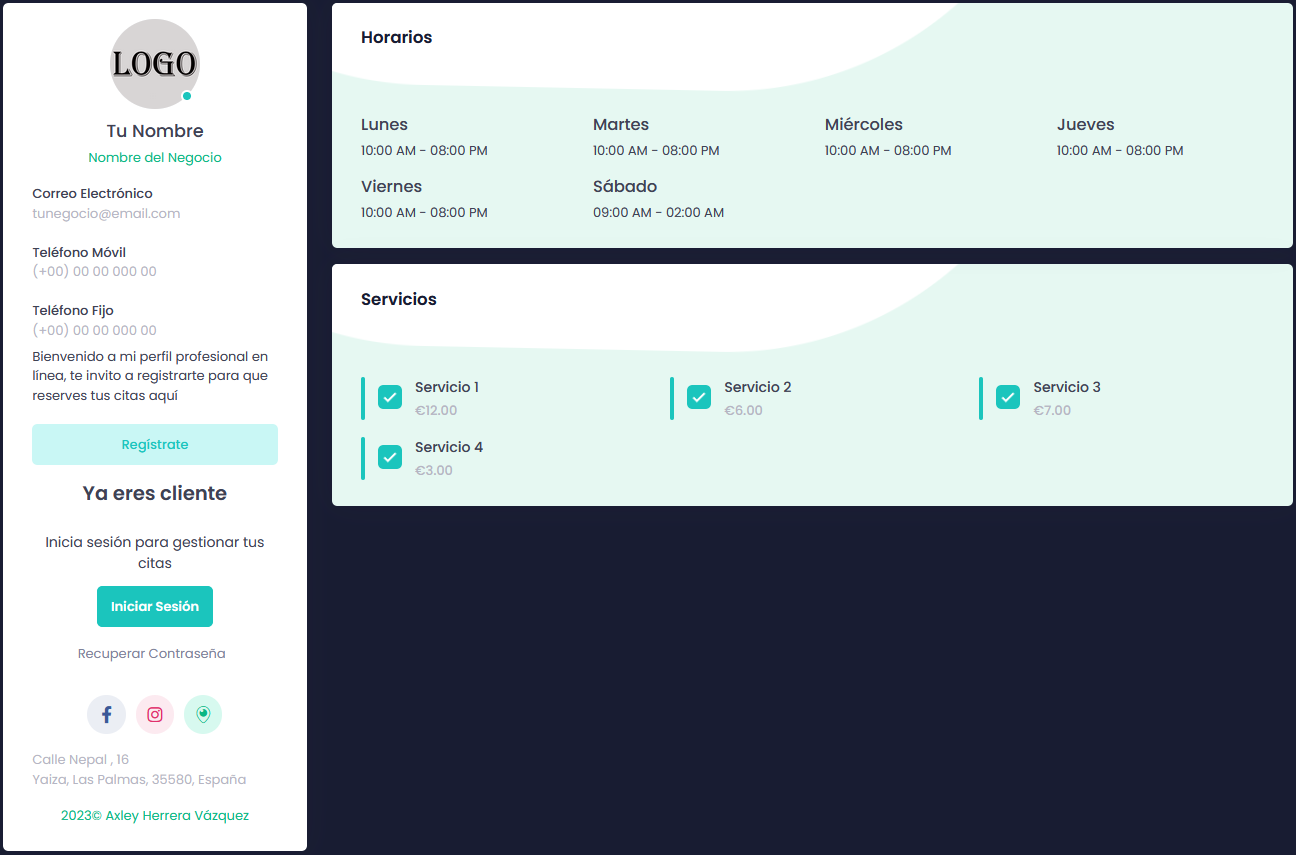 LOGO
Tu Nombre
Nombre del Negocio
Correo Electrónico
tunegocio@email.com
Teléfono Móvil
(+00) 00 00 000 00
Teléfono Fijo
(+00) 00 00 000 00
Bienvenido a mi perfil profesional en
línea, te invito a registrarte para que
reserves tus citas aquí
Regístrate
Ya eres cliente
Inicia sesión para gestionar tus
citas
Iniciar Sesión
Recuperar Contraseña
Calle Nepal , 16
Yaiza, Las Palmas, 35580, España
2023© Axley Herrera Vázquez
Horarios
Lunes
10:00 AM - 08:00 PM
Martes
10:00 AM - 08:00 PM
Miércoles
10:00 AM - 08:00 PM
Jueves
10:00 AM - 08:00 PM
Viernes
10:00 AM - 08:00 PM
Sábado
09:00 AM - 02:00 AM
Servicios
Servicio 1
€12.00
Servicio 2
€6.00
Servicio 3
€7.00
Servicio 4
€3.00